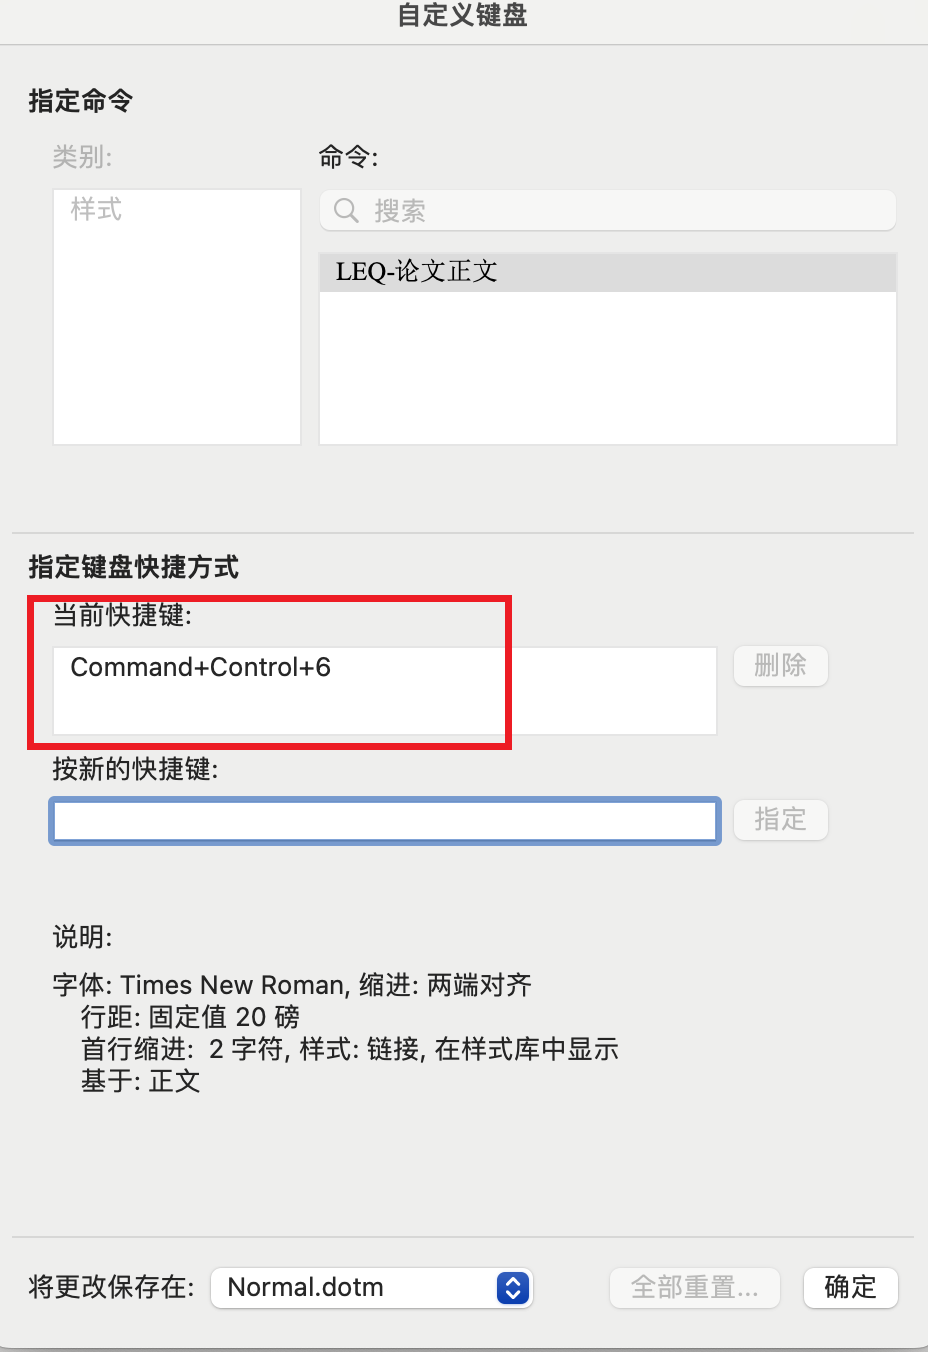 自定义键盘
指定命令
类别:
命令:
样式
搜索
LEQ-论文正文
指定键盘快捷方式
当前快捷键:
Command+Control+6
删除
按新的快捷键:
指定
说明:
字体: Times New Roman, 缩进: 两端对齐
行距: 固定值 20 磅
首行缩进: 2 字符, 样式: 链接, 在样式库中显示
基于: 正文
将更改保存在: Normal.dotm 全部重置... 确定